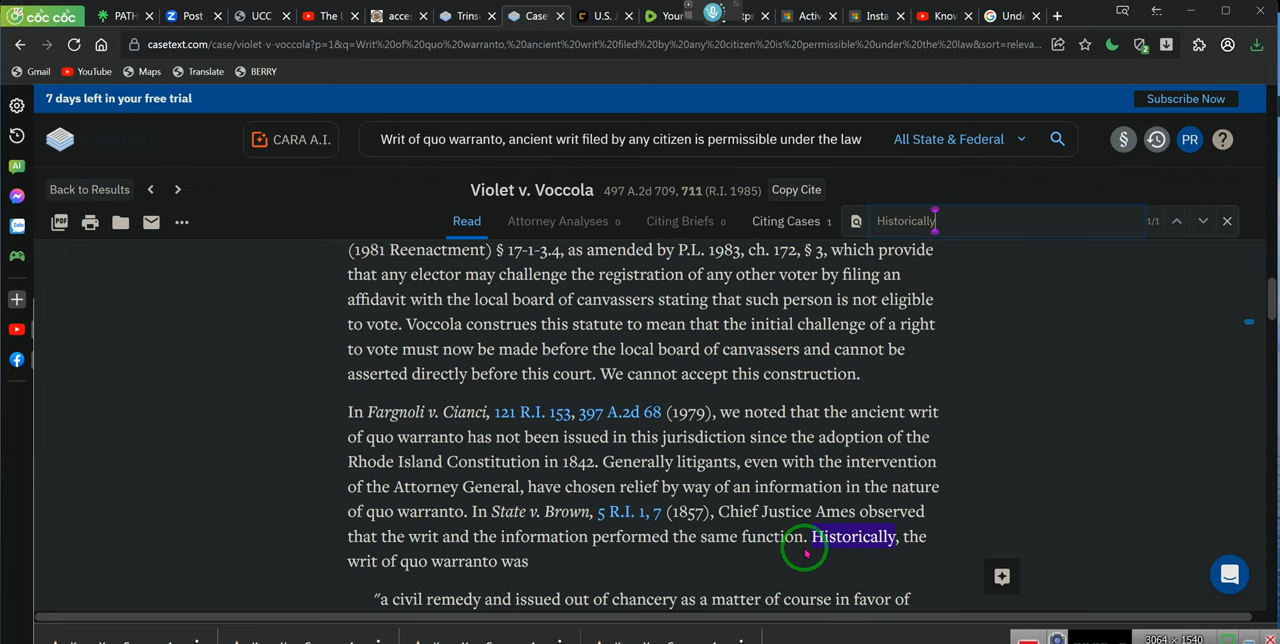 cốc cốc
PATH
Post
UCC
The L
acces
Trins
Case
U.S. J
Your
tps
Activ
Insta
Knov
Unde
casetext.com/case/violet-v-voccola?p=1&q=Writ%20of%20quo%20warranto,%20ancient%20writ%20filed%20by%20any%20citizen%20is%20permissible%20under%20the%20law&sort=releva...
2
Gmail
YouTube
Maps
Translate
BERRY
7 days left in your free trial
Subscribe Now
casetext
CARA A.I.
Writ of quo warranto, ancient writ filed by any citizen is permissible under the law
All State & Federal
§
PR
?
AI
Zalo
Back to Results
Violet v. Voccola 497 A.2d 709, 711 (R.I. 1985)
Copy Cite
PDF
Read
Attorney Analyses 0
Citing Briefs 0
Citing Cases 1
Historically
1/1
(1981 Reenactment) § 17-1-3.4, as amended by P.L. 1983, ch. 172, § 3, which provide
that any elector may challenge the registration of any other voter by filing an
affidavit with the local board of canvassers stating that such person is not eligible
to vote. Voccola construes this statute to mean that the initial challenge of a right
to vote must now be made before the local board of canvassers and cannot be
asserted directly before this court. We cannot accept this construction.
In Fargnoli v. Cianci, 121 R.I. 153, 397 A.2d 68 (1979), we noted that the ancient writ
of quo warranto has not been issued in this jurisdiction since the adoption of the
Rhode Island Constitution in 1842. Generally litigants, even with the intervention
of the Attorney General, have chosen relief by way of an information in the nature
of quo warranto. In State v. Brown, 5 R.I. 1, 7 (1857), Chief Justice Ames observed
that the writ and the information performed the same function. Historically, the
writ of quo warranto was
"a civil remedy and issued out of chancery as a matter of course in favor of
3064 × 1540